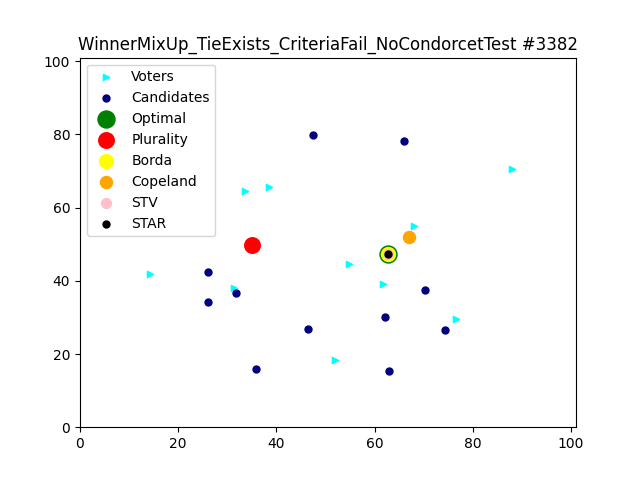 WinnerMixUp_TieExists_CriteriaFail_NoCondorcetTest #3382
100
80
60
40
20
0
Voters
Candidates
Optimal
Plurality
Borda
Copeland
STV
STAR
0 20 40 60 80 100